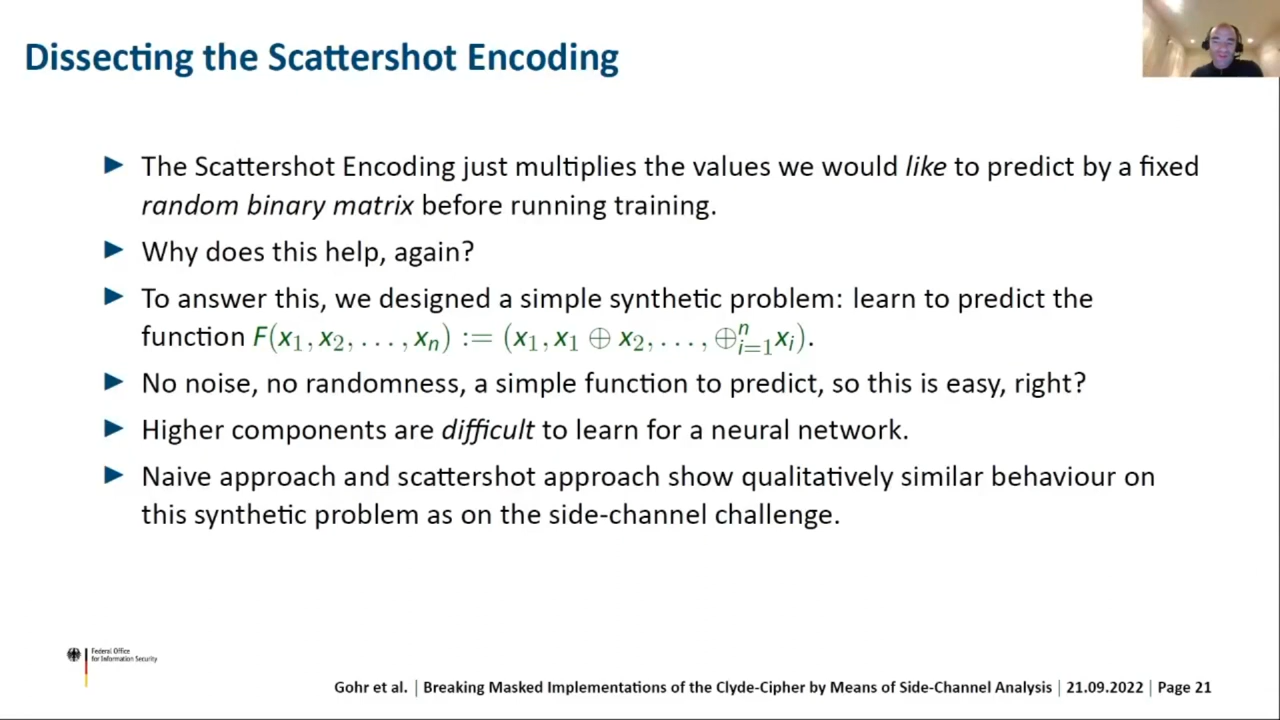 Dissecting the Scattershot Encoding
▶ The Scattershot Encoding just multiplies the values we would like to predict by a fixed
random binary matrix before running training.
▶ Why does this help, again?
▶ To answer this, we designed a simple synthetic problem: learn to predict the
function F(x₁, x₂, . . . , xₙ) := (x₁, x₁ ⊕ x₂, . . . , ⊕ⁿᵢ₌₁xᵢ).
▶ No noise, no randomness, a simple function to predict, so this is easy, right?
▶ Higher components are difficult to learn for a neural network.
▶ Naive approach and scattershot approach show qualitatively similar behaviour on
this synthetic problem as on the side-channel challenge.
Federal Office
for Information Security
Gohr et al. | Breaking Masked Implementations of the Clyde-Cipher by Means of Side-Channel Analysis | 21.09.2022 | Page 21